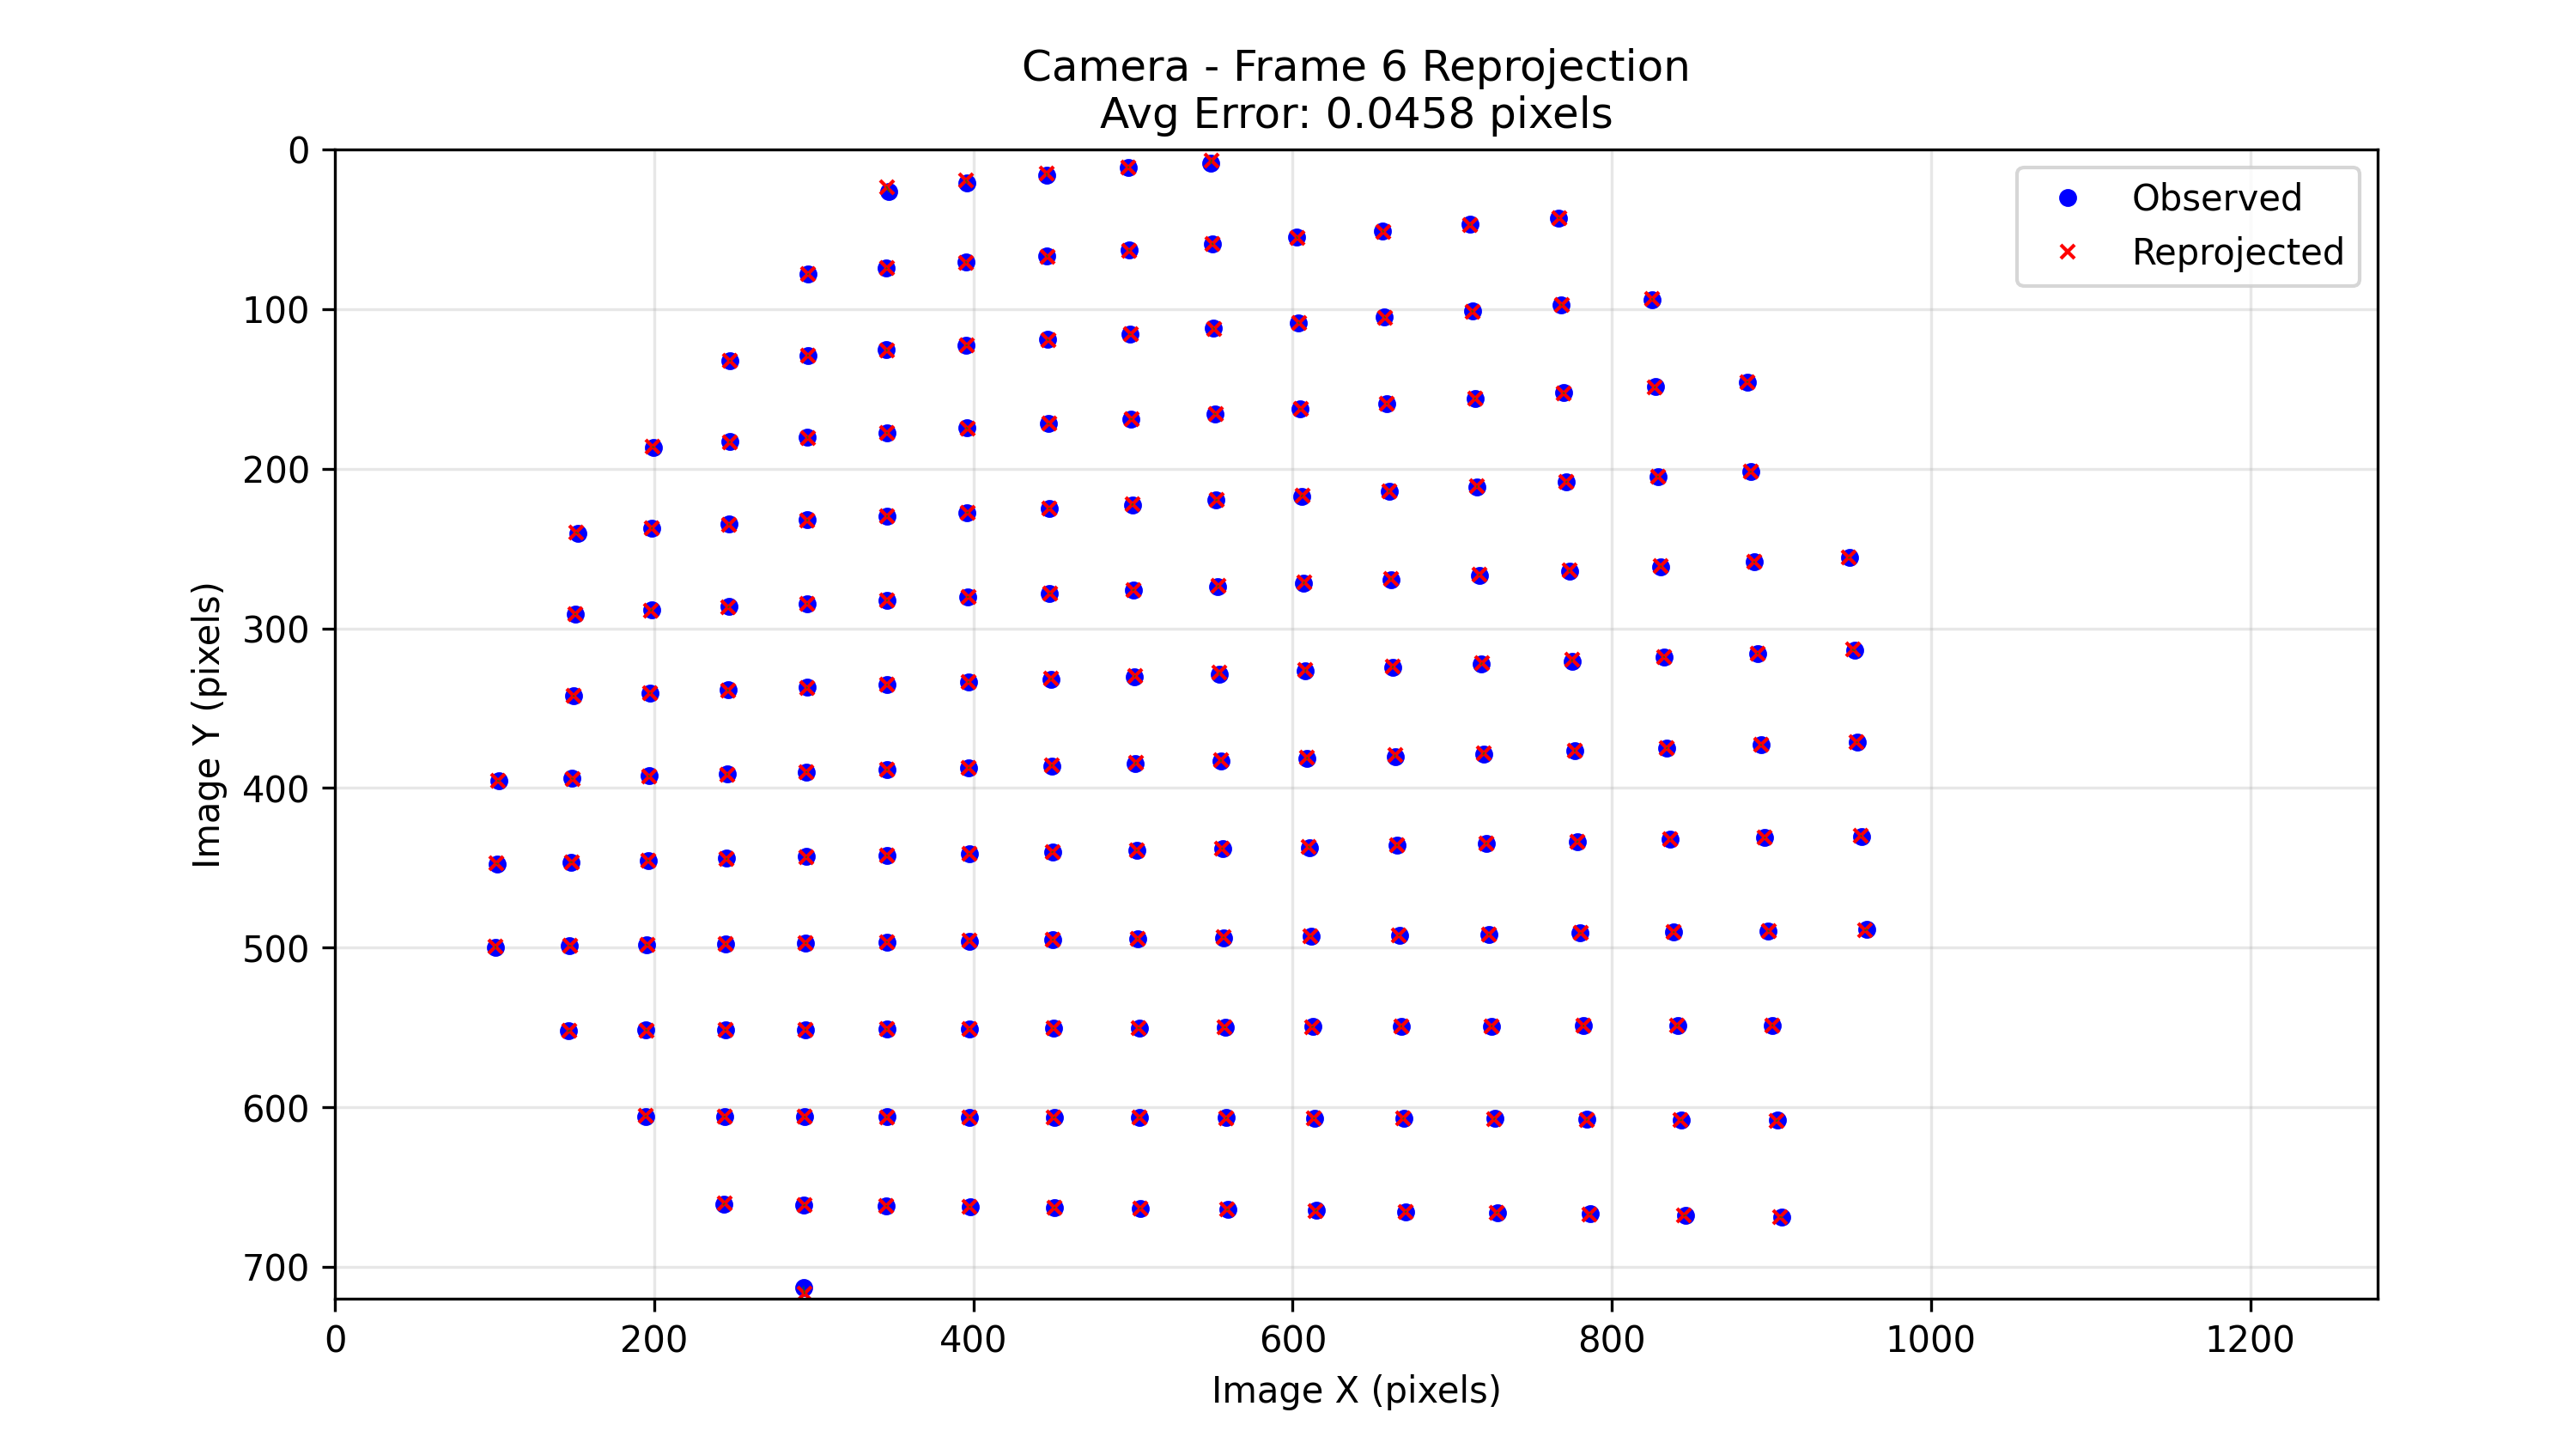 Camera - Frame 6 Reprojection
Avg Error: 0.0458 pixels
Observed
Reprojected
0
100
200
300
400
500
600
700
Image Y (pixels)
0
200
400
600
800
1000
1200
Image X (pixels)